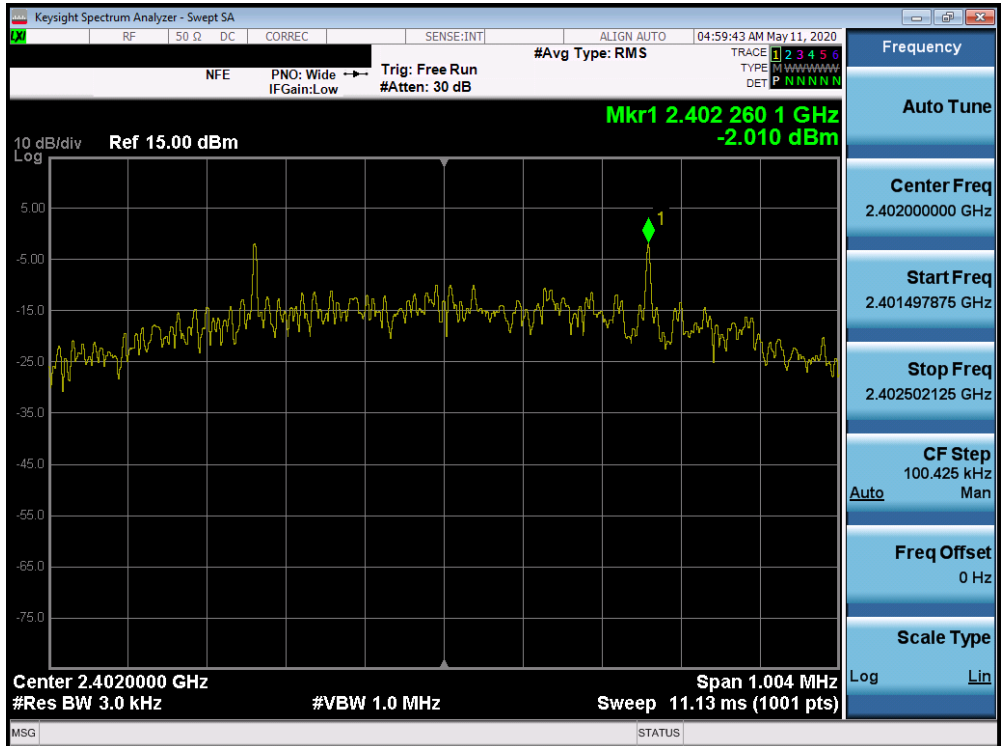 Keysight Spectrum Analyzer - Swept SA
LXI RF 50 Ω DC CORREC SENSE:INT ALIGN AUTO 04:59:43 AM May 11, 2020
NFE PNO: Wide Trig: Free Run #Avg Type: RMS TRACE 1 2 3 4 5 6
IFGain:Low #Atten: 30 dB TYPE M WWWWW
DET P N N N N N
Mkr1 2.402 260 1 GHz
-2.010 dBm
10 dB/div Ref 15.00 dBm
Log
5.00
1
-5.00
-15.0
-25.0
-35.0
-45.0
-55.0
-65.0
-75.0
Center 2.4020000 GHz Span 1.004 MHz
#Res BW 3.0 kHz #VBW 1.0 MHz Sweep 11.13 ms (1001 pts)
MSG STATUS
Frequency
Auto Tune
Center Freq
2.402000000 GHz
Start Freq
2.401497875 GHz
Stop Freq
2.402502125 GHz
CF Step
100.425 kHz
Auto Man
Freq Offset
0 Hz
Scale Type
Log Lin